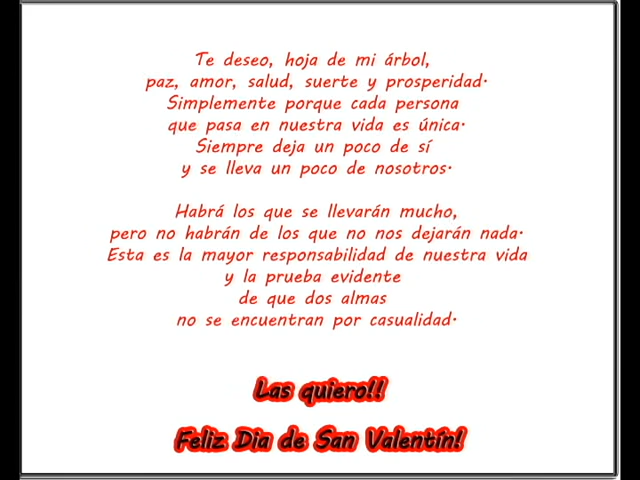 Te deseo, hoja de mi árbol,
paz, amor, salud, suerte y prosperidad.
Simplemente porque cada persona
que pasa en nuestra vida es única.
Siempre deja un poco de sí
y se lleva un poco de nosotros.
Habrá los que se llevarán mucho,
pero no habrán de los que no nos dejarán nada.
Esta es la mayor responsabilidad de nuestra vida
y la prueba evidente
de que dos almas
no se encuentran por casualidad.
Las quiero!!
Feliz Dia de San Valentín!